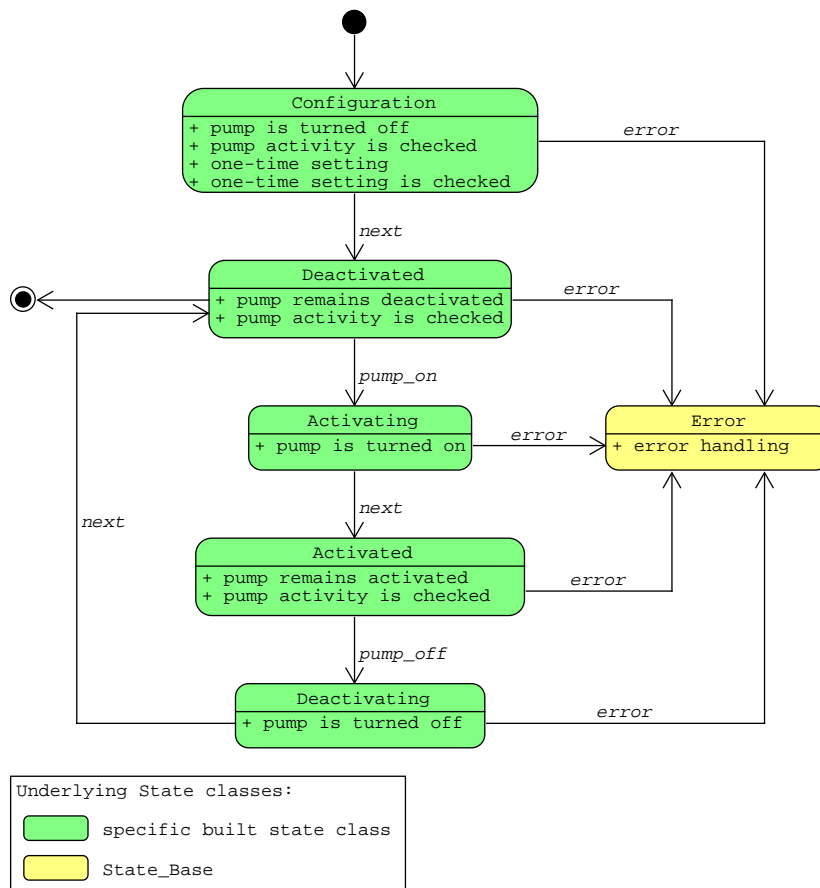 Configuration
+ pump is turned off
+ pump activity is checked
+ one-time setting
+ one-time setting is checked
error
next
Deactivated
+ pump remains deactivated
+ pump activity is checked
error
pump_on
Activating
+ pump is turned on
error
Error
+ error handling
next
next
Activated
+ pump remains activated
+ pump activity is checked
error
pump_off
Deactivating
+ pump is turned off
error
Underlying State classes:
specific built state class
State_Base